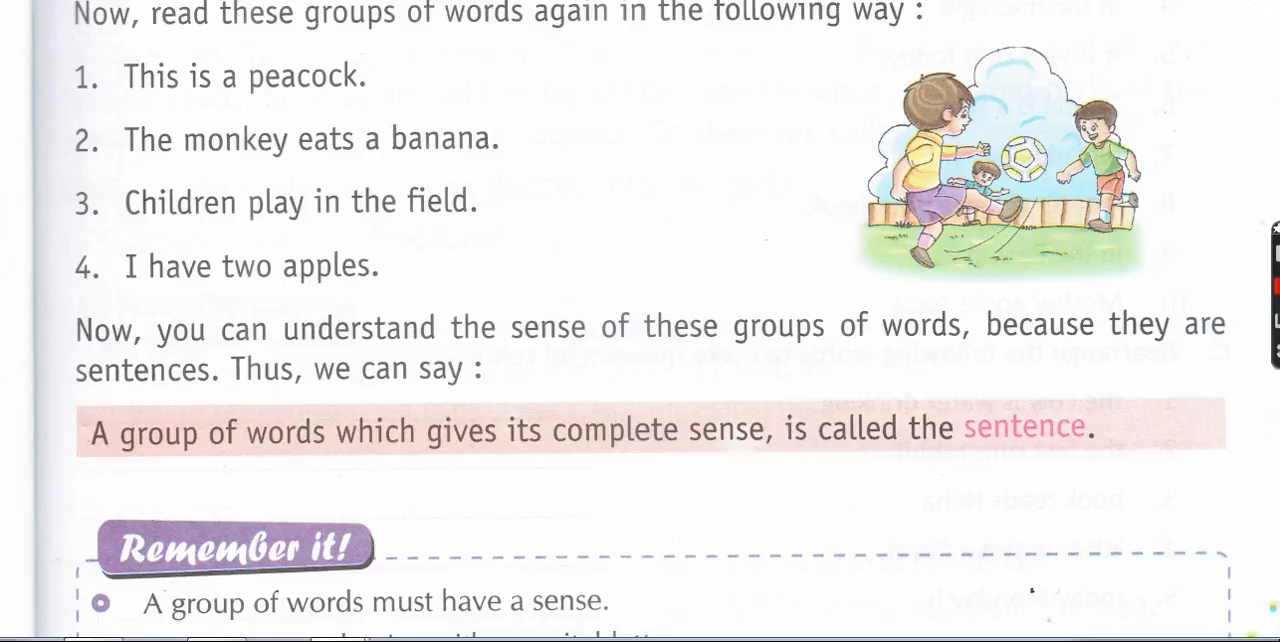 Now, read these groups of words again in the following way :
1. This is a peacock.
2. The monkey eats a banana.
3. Children play in the field.
4. I have two apples.
Now, you can understand the sense of these groups of words, because they are
sentences. Thus, we can say :
A group of words which gives its complete sense, is called the sentence.
Remember it!
A group of words must have a sense.